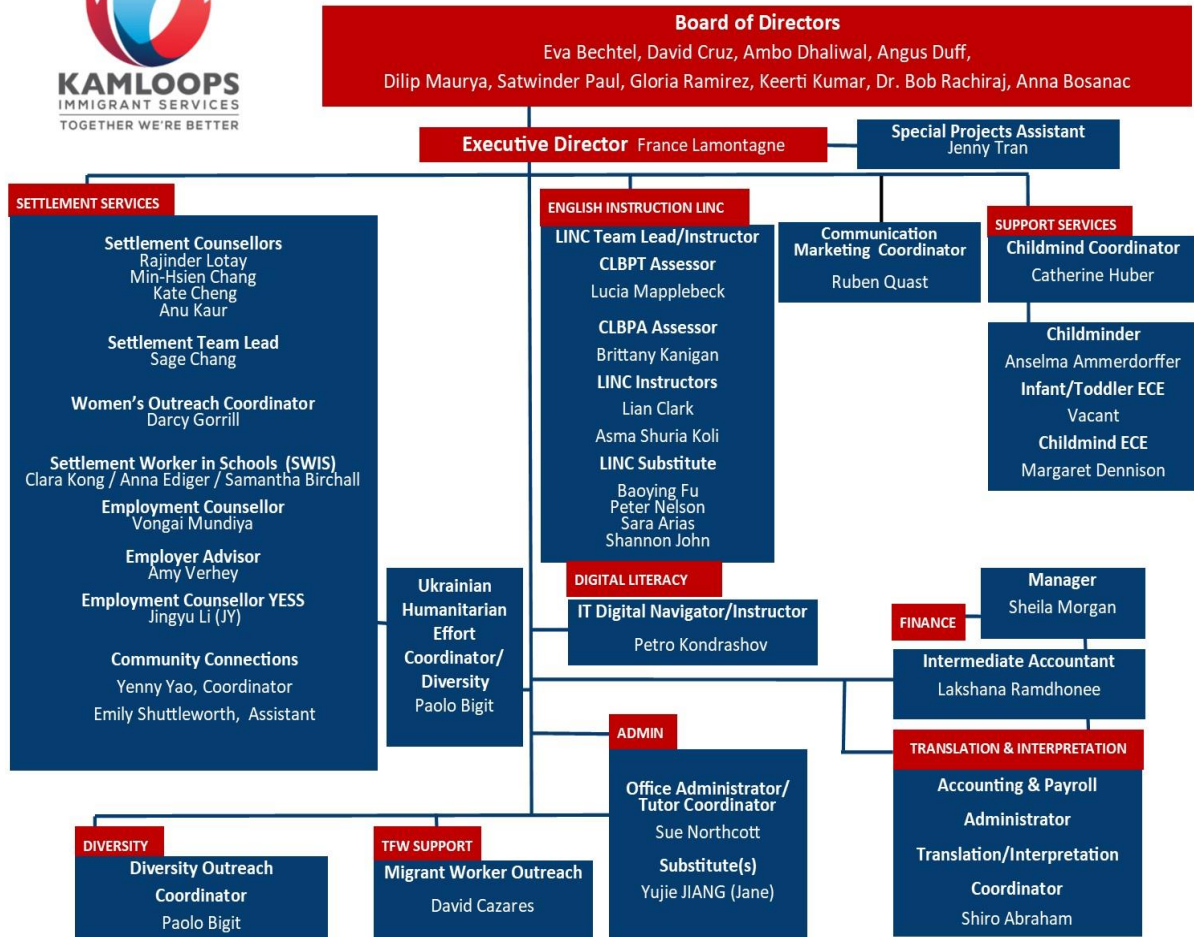 KAMLOOPS
IMMIGRANT SERVICES
TOGETHER WE'RE BETTER
Board of Directors
Eva Bechtel, David Cruz, Ambo Dhaliwal, Angus Duff,
Dilip Maurya, Satwinder Paul, Gloria Ramirez, Keerti Kumar, Dr. Bob Rachiraj, Anna Bosanac
Executive Director France Lamontagne
Special Projects Assistant
Jenny Tran
SETTLEMENT SERVICES
Settlement Counsellors
Rajinder Lotay
Min-Hsien Chang
Kate Cheng
Anu Kaur
Settlement Team Lead
Sage Chang
Women's Outreach Coordinator
Darcy Gorrill
Settlement Worker in Schools (SWIS)
Clara Kong / Anna Ediger / Samantha Birchall
Employment Counsellor
Vongai Mundiya
Employer Advisor
Amy Verhey
Employment Counsellor YESS
Jingyu Li (JY)
Community Connections
Yenny Yao, Coordinator
Emily Shuttleworth, Assistant
Ukrainian
Humanitarian
Effort
Coordinator/
Diversity
Paolo Bigit
ENGLISH INSTRUCTION LINC
LINC Team Lead/Instructor
CLBPT Assessor
Lucia Mapplebeck
CLBPA Assessor
Brittany Kanigan
LINC Instructors
Lian Clark
Asma Shuria Koli
LINC Substitute
Baoying Fu
Peter Nelson
Sara Arias
Shannon John
Communication
Marketing Coordinator
Ruben Quast
SUPPORT SERVICES
Childmind Coordinator
Catherine Huber
Childminder
Anselma Ammerdorffer
Infant/Toddler ECE
Vacant
Childmind ECE
Margaret Dennison
DIGITAL LITERACY
IT Digital Navigator/Instructor
Petro Kondrashov
FINANCE
Manager
Sheila Morgan
Intermediate Accountant
Lakshana Ramdhonee
TRANSLATION & INTERPRETATION
Accounting & Payroll
Administrator
Translation/Interpretation
Coordinator
Shiro Abraham
ADMIN
Office Administrator/
Tutor Coordinator
Sue Northcott
Substitute(s)
Yujie JIANG (Jane)
DIVERSITY
Diversity Outreach
Coordinator
Paolo Bigit
TFW SUPPORT
Migrant Worker Outreach
David Cazares